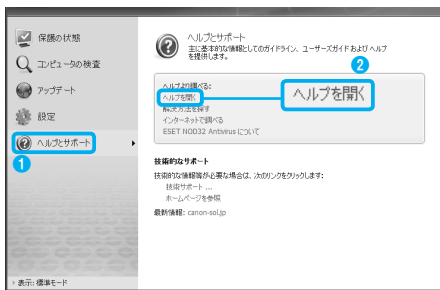 保護の状態
コンピュータの検査
アップデート
設定
ヘルプとサポート
1
表示: 標準モード
ヘルプとサポート
主に基本的な情報としてのガイドライン、ユーザーズガイド および ヘルプ
を提供します。
2
ヘルプより調べる:
ヘルプを開く
ヘルプを開く
解決方法を探す
インターネットで調べる
ESET NOD32 Antivirus について
技術的なサポート
技術的な情報等が必要な場合は、次のリンクをクリックします:
技術サポート ...
ホームページを参照
最新情報: canon-sol.jp